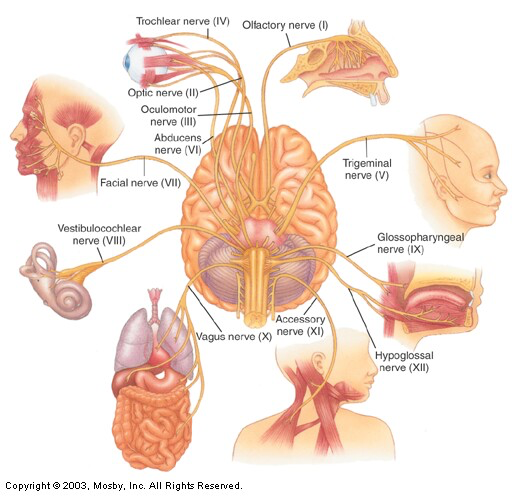 Trochlear nerve (IV)
Olfactory nerve (I)
Optic nerve (II)
Oculomotor
nerve (III)
Abducens
nerve (VI)
Trigeminal
nerve (V)
Facial nerve (VII)
Vestibulocochlear
nerve (VIII)
Glossopharyngeal
nerve (IX)
Vagus nerve (X)
Accessory
nerve (XI)
Hypoglossal
nerve (XII)
Copyright © 2003, Mosby, Inc. All Rights Reserved.